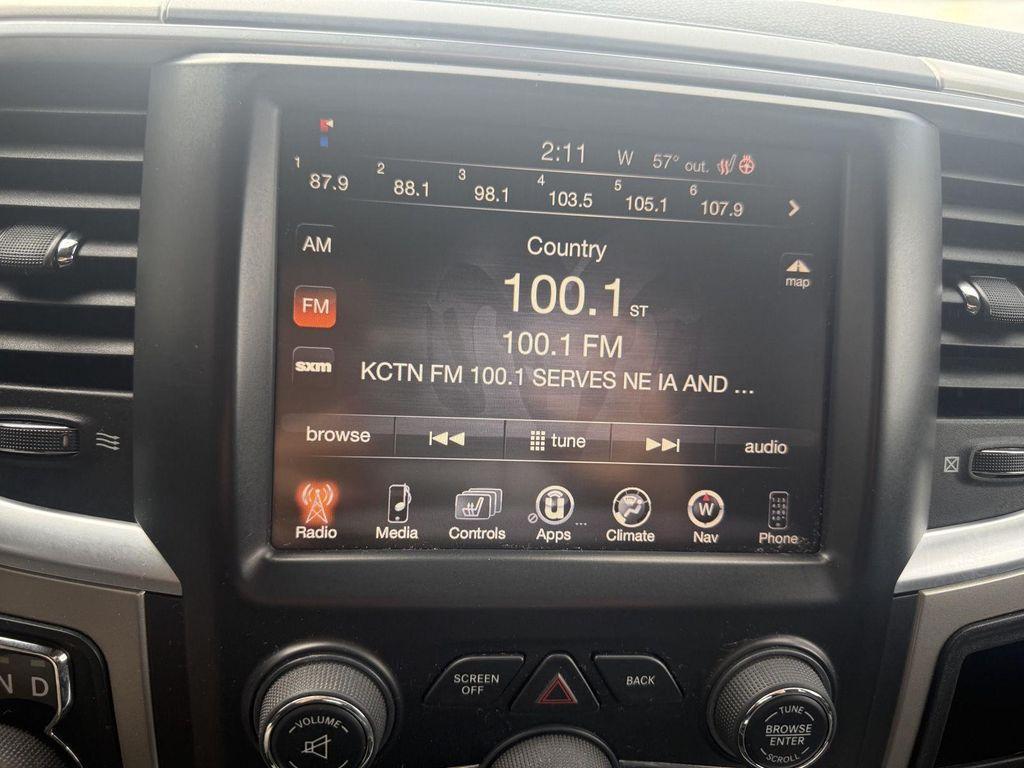 2:11 W 57° out.
1 87.9 2 88.1 3 98.1 4 103.5 5 105.1 6 107.9
AM
Country
map
FM
100.1 ST
100.1 FM
sxm
KCTN FM 100.1 SERVES NE IA AND ...
browse tune audio
W
Radio Media Controls Apps ... Climate Nav Phone
N D
SCREEN
OFF
BACK
VOLUME
TUNE
BROWSE
ENTER
SCROLL